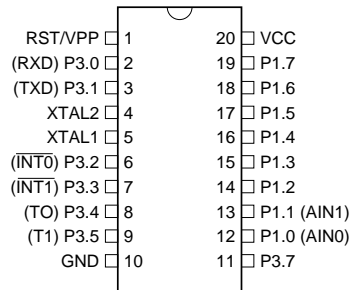 RST/VPP 1 20 VCC
(RXD) P3.0 2 19 P1.7
(TXD) P3.1 3 18 P1.6
XTAL2 4 17 P1.5
XTAL1 5 16 P1.4
(I̅N̅T̅0̅) P3.2 6 15 P1.3
(I̅N̅T̅1̅) P3.3 7 14 P1.2
(TO) P3.4 8 13 P1.1 (AIN1)
(T1) P3.5 9 12 P1.0 (AIN0)
GND 10 11 P3.7